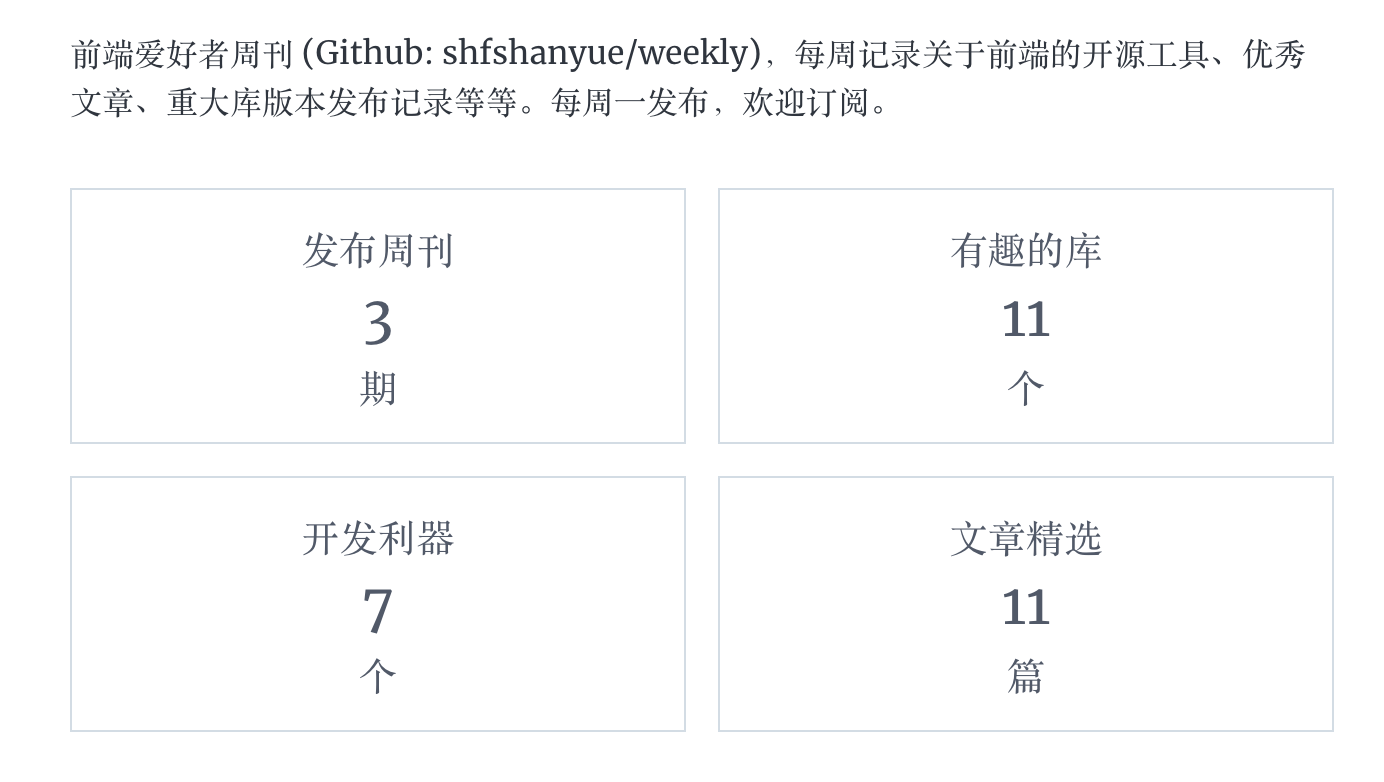 前端爱好者周刊 (Github: shfshanyue/weekly)，每周记录关于前端的开源工具、优秀
文章、重大库版本发布记录等等。每周一发布，欢迎订阅。
发布周刊
3
期
有趣的库
11
个
开发利器
7
个
文章精选
11
篇